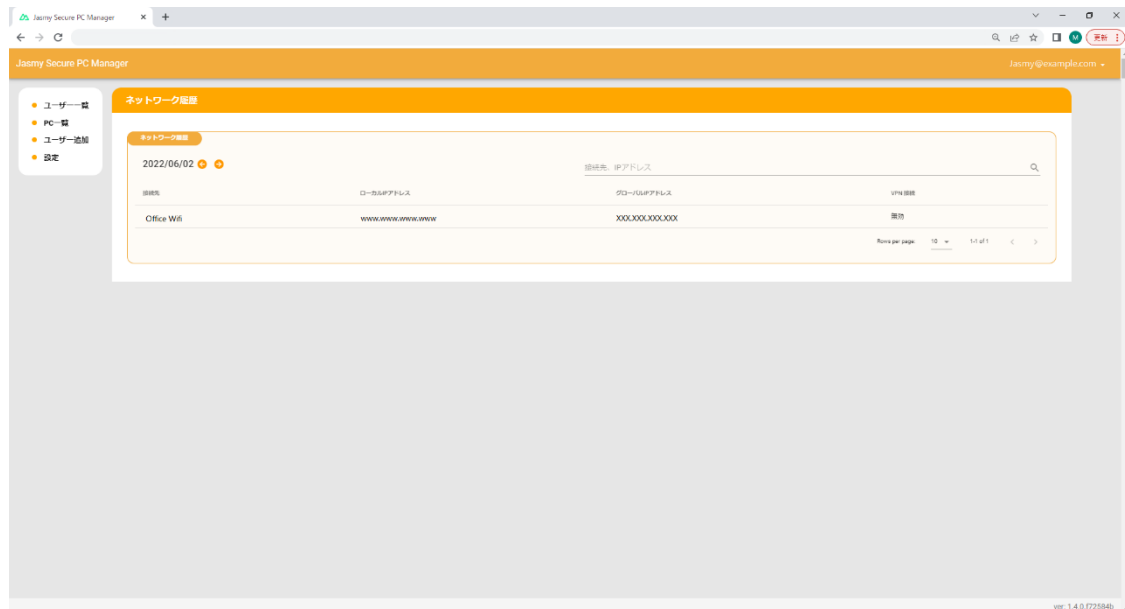 Jasmy Secure PC Manager
更新
Jasmy Secure PC Manager
Jasmy@example.com
ユーザー一覧
PC一覧
ユーザー追加
設定
ネットワーク履歴
ネットワーク履歴
2022/06/02
接続先、IPアドレス
接続先 ローカルIPアドレス グローバルIPアドレス VPN接続
Office Wifi www.www.www.www XXX.XXX.XXX.XXX 無効
Rows per page: 10 1-1 of 1
ver: 1.4.0.f72584b